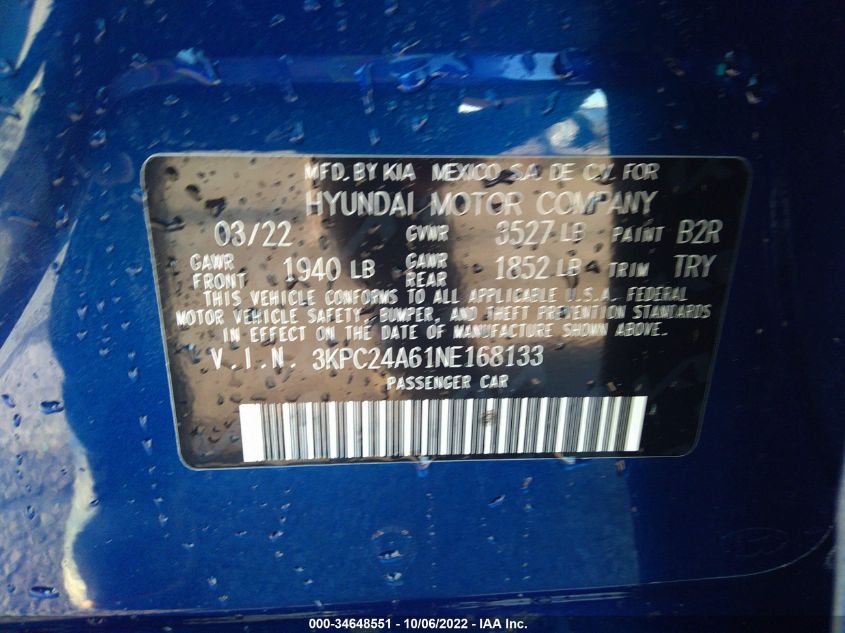 MFD. BY KIA MEXICO S.A DE C.V. FOR
HYUNDAI MOTOR COMPANY
03/22 GVWR 3527 LB PAINT B2R
GAWR FRONT 1940 LB GAWR REAR 1852 LB TRIM TRY
THIS VEHICLE CONFORMS TO ALL APPLICABLE U.S.A. FEDERAL
MOTOR VEHICLE SAFETY, BUMPER, AND THEFT PREVENTION STANDARDS
IN EFFECT ON THE DATE OF MANUFACTURE SHOWN ABOVE.
V.I.N. 3KPC24A61NE168133
PASSENGER CAR
000-34648551 - 10/06/2022 - IAA Inc.